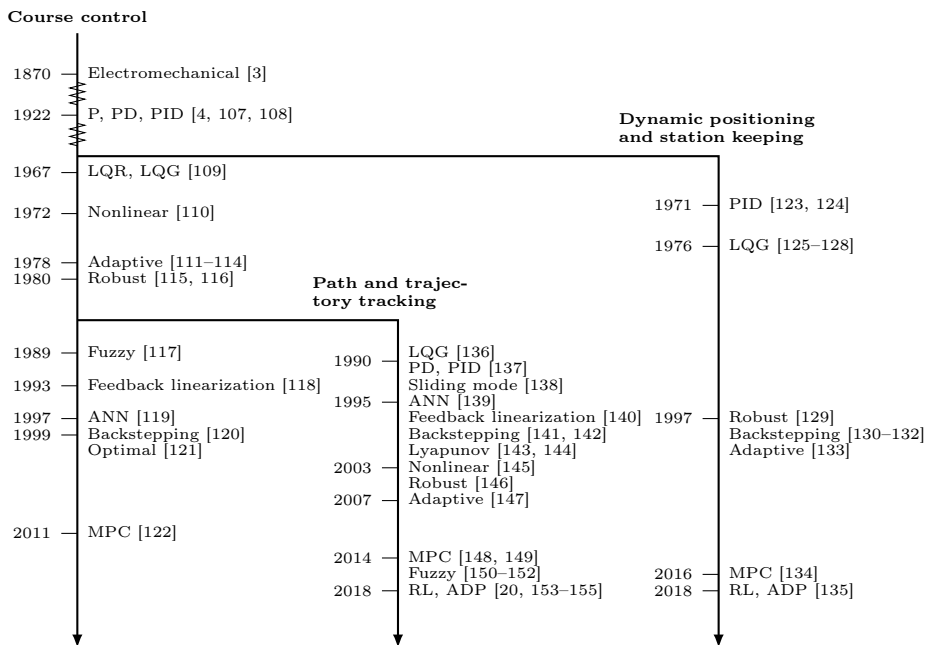 Course control
1870 Electromechanical [3]
1922 P, PD, PID [4, 107, 108]
1967 LQR, LQG [109]
1972 Nonlinear [110]
1978 Adaptive [111–114]
1980 Robust [115, 116]
1989 Fuzzy [117]
1993 Feedback linearization [118]
1997 ANN [119]
1999 Backstepping [120]
Optimal [121]
2011 MPC [122]
Path and trajec-
tory tracking
LQG [136]
1990
PD, PID [137]
Sliding mode [138]
1995 ANN [139]
Feedback linearization [140]
Backstepping [141, 142]
Lyapunov [143, 144]
2003 Nonlinear [145]
Robust [146]
2007 Adaptive [147]
2014 MPC [148, 149]
Fuzzy [150–152]
2018 RL, ADP [20, 153–155]
Dynamic positioning
and station keeping
1971 PID [123, 124]
1976 LQG [125–128]
1997 Robust [129]
Backstepping [130–132]
Adaptive [133]
2016 MPC [134]
2018 RL, ADP [135]